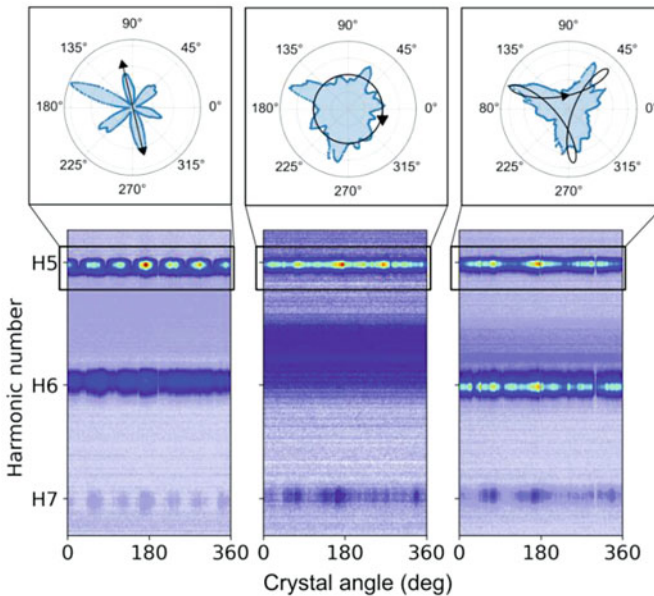 90° 90° 90°
135° 45° 135° 45° 135° 45°
180° 0° 180° 0° 80° 0°
225° 315° 225° 315° 225° 315°
270° 270° 270°
H5
H6
H7
Harmonic number
0 180 360 0 180 360 0 180 360
Crystal angle (deg)